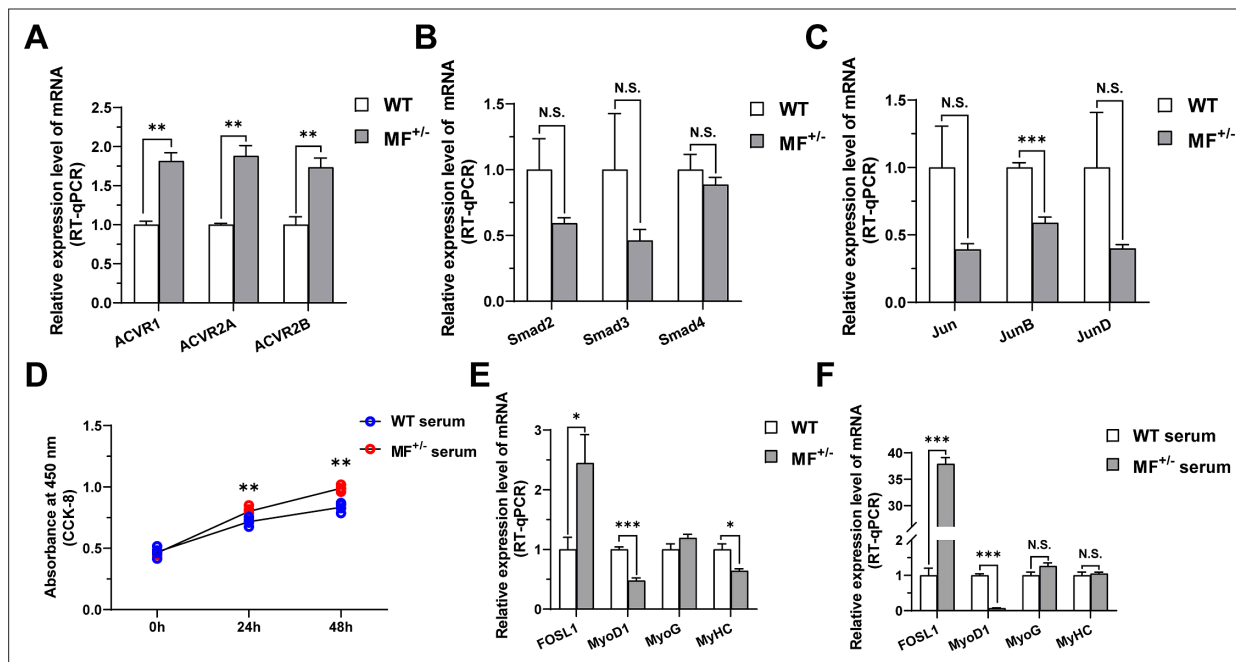 A
Relative expression level of mRNA
(RT-qPCR)
2.5
2.0
1.5
1.0
0.5
0.0
** ** **
ACVR1 ACVR2A ACVR2B
WT
MF+/-
B
Relative expression level of mRNA
(RT-qPCR)
1.5
1.0
0.5
0.0
N.S. N.S. N.S.
Smad2 Smad3 Smad4
WT
MF+/-
C
Relative expression level of mRNA
(RT-qPCR)
1.5
1.0
0.5
0.0
N.S. *** N.S.
Jun JunB JunD
WT
MF+/-
D
Absorbance at 450 nm
(CCK-8)
1.5
1.0
0.5
0.0
** **
0h 24h 48h
WT serum
MF+/- serum
E
Relative expression level of mRNA
(RT-qPCR)
3
2
1
0
* *** *
FOSL1 MyoD1 MyoG MyHC
WT
MF+/-
F
Relative expression level of mRNA
(RT-qPCR)
40
35
30
25
2
1
0
*** *** N.S. N.S.
FOSL1 MyoD1 MyoG MyHC
WT serum
MF+/- serum